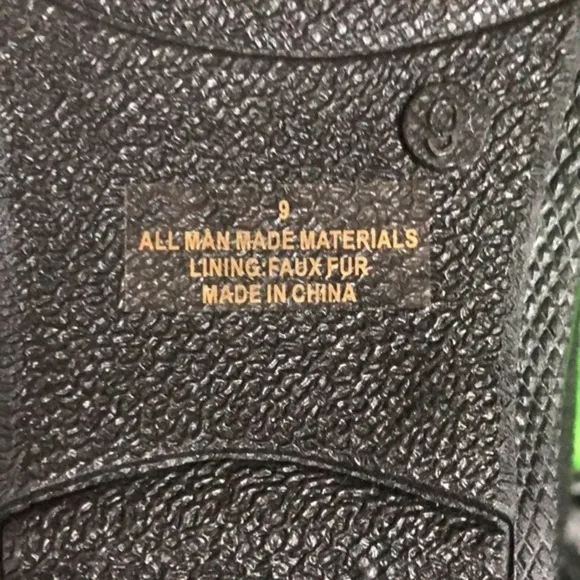 9
9
ALL MAN MADE MATERIALS
LINING:FAUX FUR
MADE IN CHINA